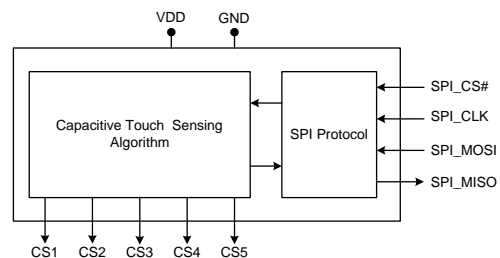 VDD
GND
Capacitive Touch Sensing
Algorithm
SPI Protocol
SPI_CS#
SPI_CLK
SPI_MOSI
SPI_MISO
CS1
CS2
CS3
CS4
CS5